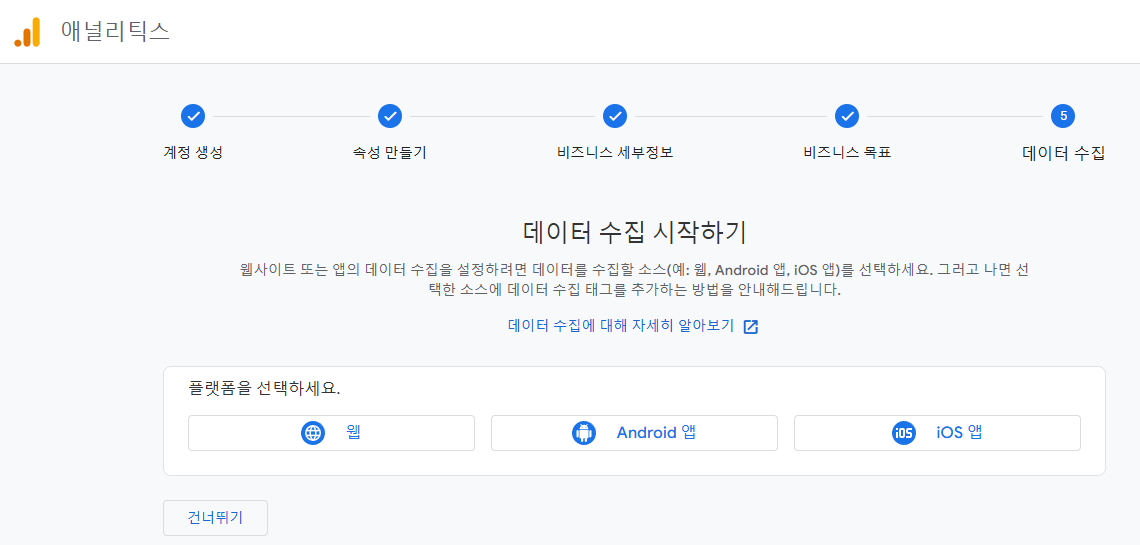 애널리틱스
5
계정 생성
속성 만들기
비즈니스 세부정보
비즈니스 목표
데이터 수집
데이터 수집 시작하기
웹사이트 또는 앱의 데이터 수집을 설정하려면 데이터를 수집할 소스(예: 웹, Android 앱, iOS 앱)를 선택하세요. 그러고 나면 선
택한 소스에 데이터 수집 태그를 추가하는 방법을 안내해드립니다.
데이터 수집에 대해 자세히 알아보기
플랫폼을 선택하세요.
웹
Android 앱
iOS iOS 앱
건너뛰기